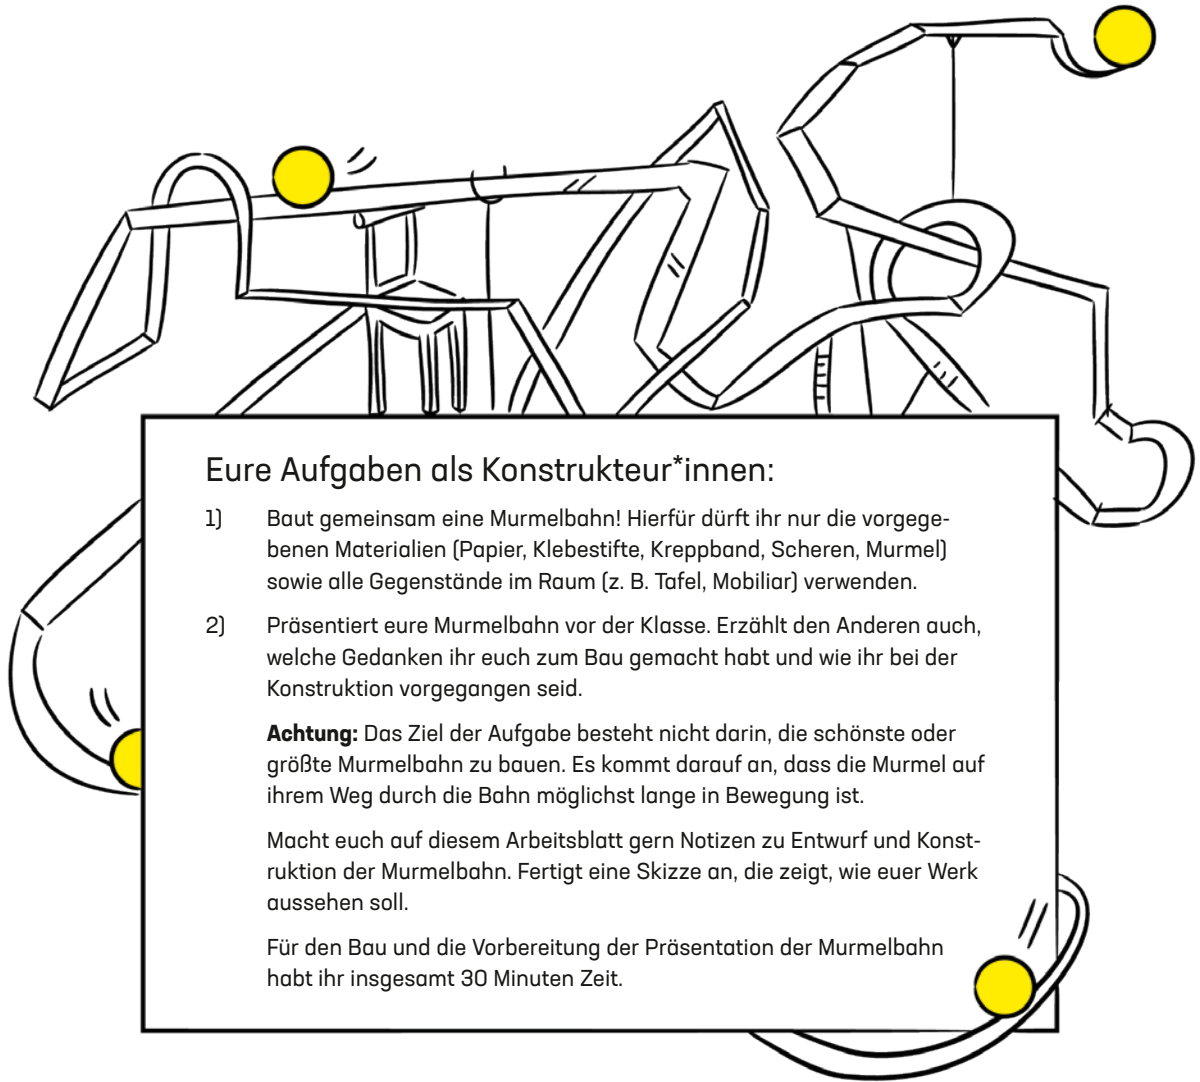 Eure Aufgaben als Konstrukteur*innen:
1) Baut gemeinsam eine Murmelbahn! Hierfür dürft ihr nur die vorgege-
benen Materialien (Papier, Klebestifte, Kreppband, Scheren, Murmel)
sowie alle Gegenstände im Raum (z. B. Tafel, Mobiliar) verwenden.
2) Präsentiert eure Murmelbahn vor der Klasse. Erzählt den Anderen auch,
welche Gedanken ihr euch zum Bau gemacht habt und wie ihr bei der
Konstruktion vorgegangen seid.
Achtung: Das Ziel der Aufgabe besteht nicht darin, die schönste oder
größte Murmelbahn zu bauen. Es kommt darauf an, dass die Murmel auf
ihrem Weg durch die Bahn möglichst lange in Bewegung ist.
Macht euch auf diesem Arbeitsblatt gern Notizen zu Entwurf und Konst-
ruktion der Murmelbahn. Fertigt eine Skizze an, die zeigt, wie euer Werk
aussehen soll.
Für den Bau und die Vorbereitung der Präsentation der Murmelbahn
habt ihr insgesamt 30 Minuten Zeit.